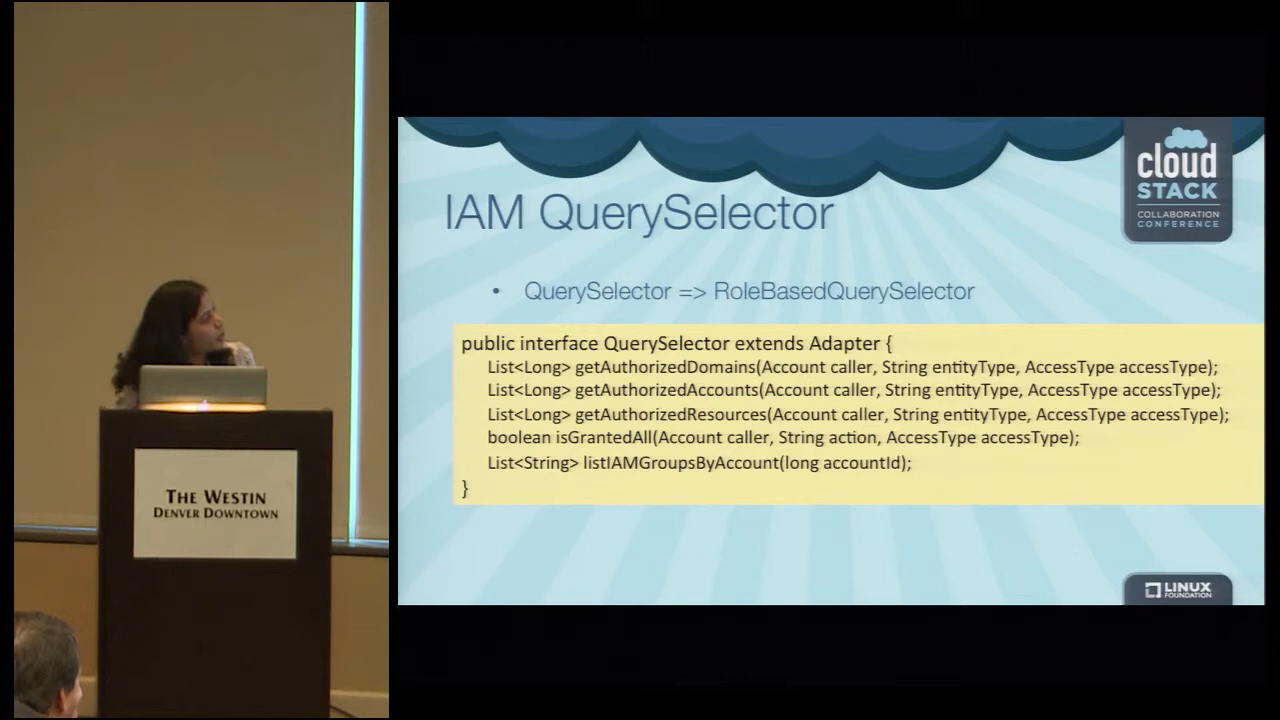 cloud
STACK
COLLABORATION
CONFERENCE
IAM QuerySelector
• QuerySelector => RoleBasedQuerySelector
public interface QuerySelector extends Adapter {
List<Long> getAuthorizedDomains(Account caller, String entityType, AccessType accessType);
List<Long> getAuthorizedAccounts(Account caller, String entityType, AccessType accessType);
List<Long> getAuthorizedResources(Account caller, String entityType, AccessType accessType);
boolean isGrantedAll(Account caller, String action, AccessType accessType);
List<String> listIAMGroupsByAccount(long accountId);
}
THE WESTIN
DENVER DOWNTOWN
LINUX
FOUNDATION